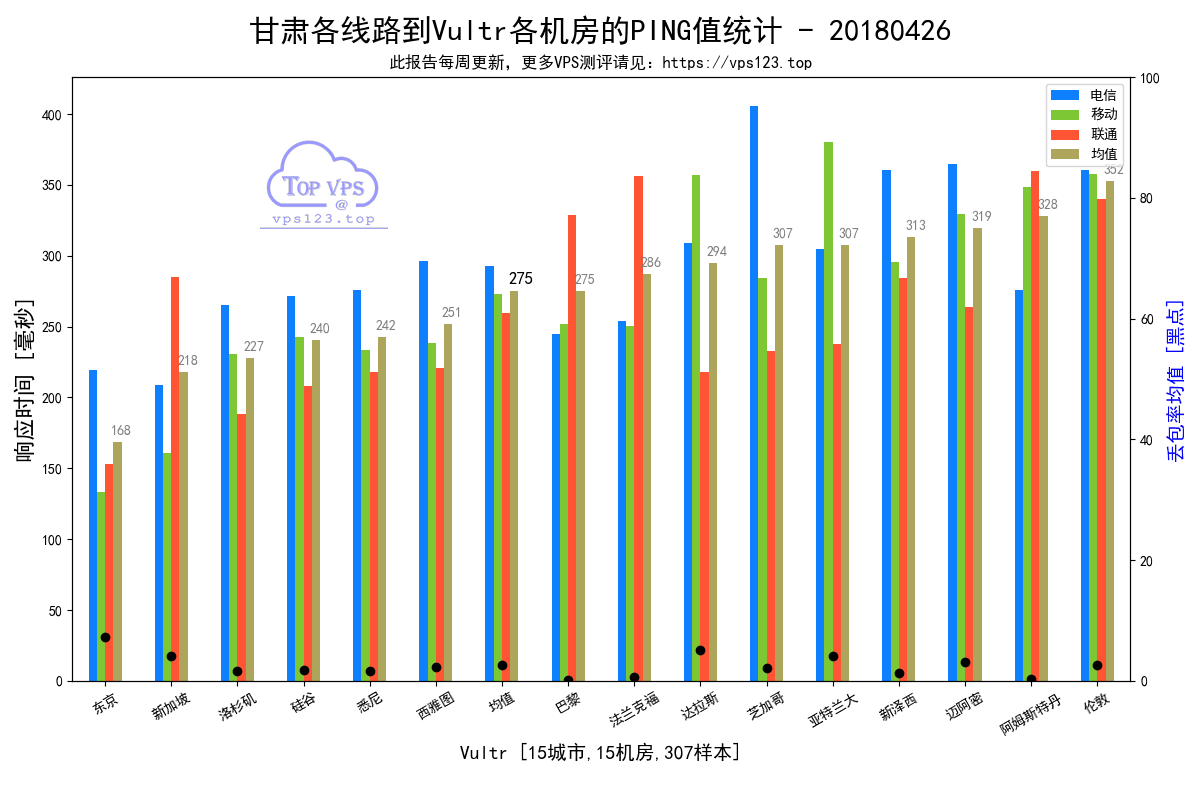 甘肃各线路到Vultr各机房的PING值统计 - 20180426
此报告每周更新，更多VPS测评请见：https://vps123.top
电信
移动
联通
均值
TOP VPS
@
vps123.top
响应时间 [毫秒]
0
50
100
150
200
250
300
350
400
丢包率均值 [黑点]
0
20
40
60
80
100
168
218
227
240
242
251
275
275
286
294
307
307
313
319
328
352
东京
新加坡
洛杉矶
硅谷
悉尼
西雅图
均值
巴黎
法兰克福
达拉斯
芝加哥
亚特兰大
新泽西
迈阿密
阿姆斯特丹
伦敦
Vultr [15城市,15机房,307样本]